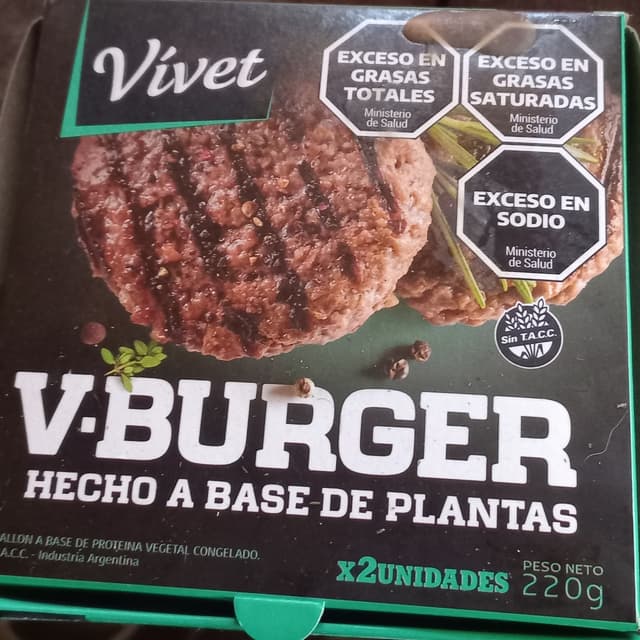 Vívet
EXCESO EN
GRASAS
TOTALES
Ministerio
de Salud
EXCESO EN
GRASAS
SATURADAS
Ministerio
de Salud
EXCESO EN
SODIO
Ministerio
de Salud
Sin T.A.C.C.
V·BURGER
HECHO A BASE DE PLANTAS
ALLON A BASE DE PROTEINA VEGETAL CONGELADO.
A.C.C. - Industria Argentina
x2UNIDADES
PESO NETO
220g